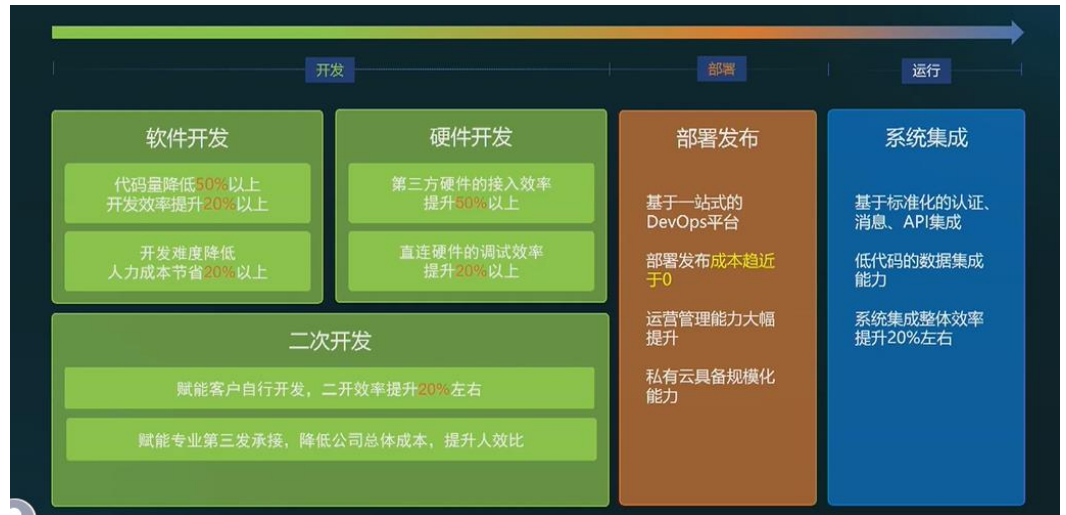 开发
部署
运行
软件开发
代码量降低50%以上
开发效率提升20%以上
开发难度降低
人力成本节省20%以上
硬件开发
第三方硬件的接入效率
提升50%以上
直连硬件的调试效率
提升20%以上
二次开发
赋能客户自行开发，二开效率提升20%左右
赋能专业第三发承接，降低公司总体成本，提升人效比
部署发布
基于一站式的
DevOps平台
部署发布成本趋近
于0
运营管理能力大幅
提升
私有云具备规模化
能力
系统集成
基于标准化的认证、
消息、API集成
低代码的数据集成
能力
系统集成整体效率
提升20%左右